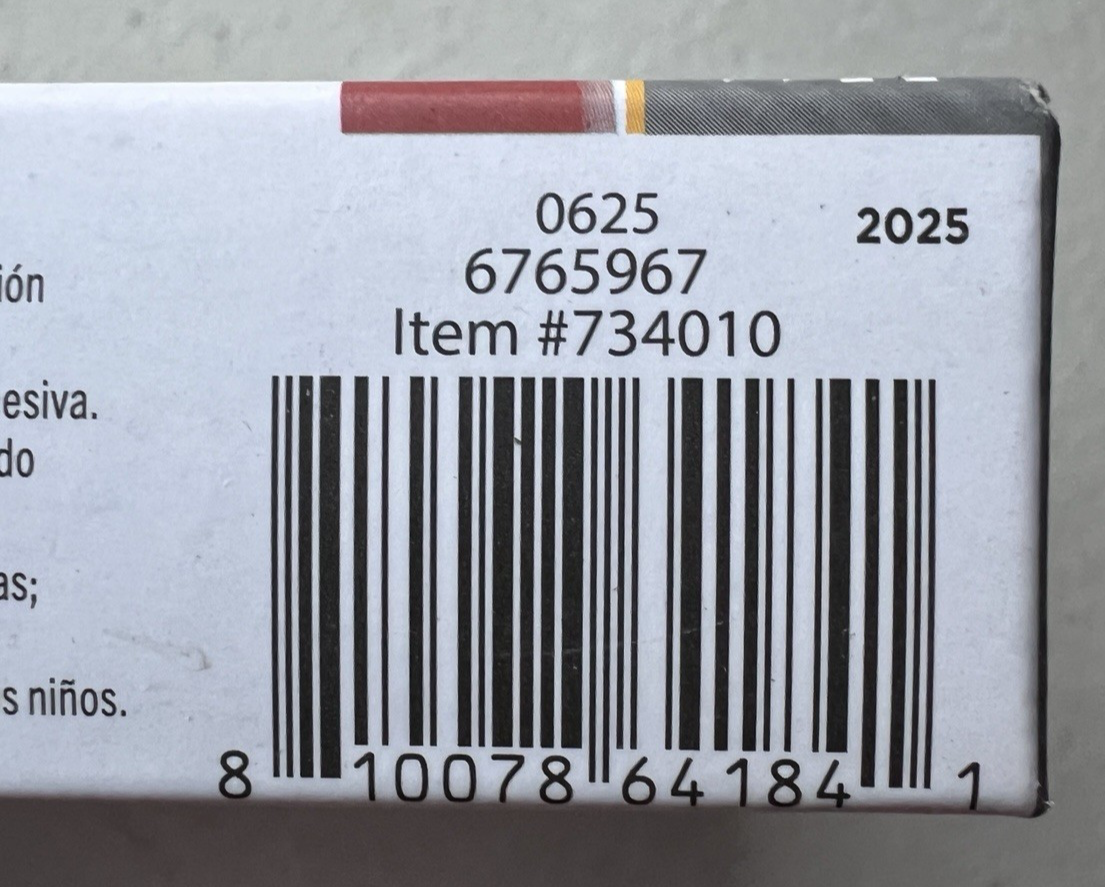 0625
2025
6765967
ión
Item #734010
esiva.
do
as;
s niños.
8 10078 64184 1